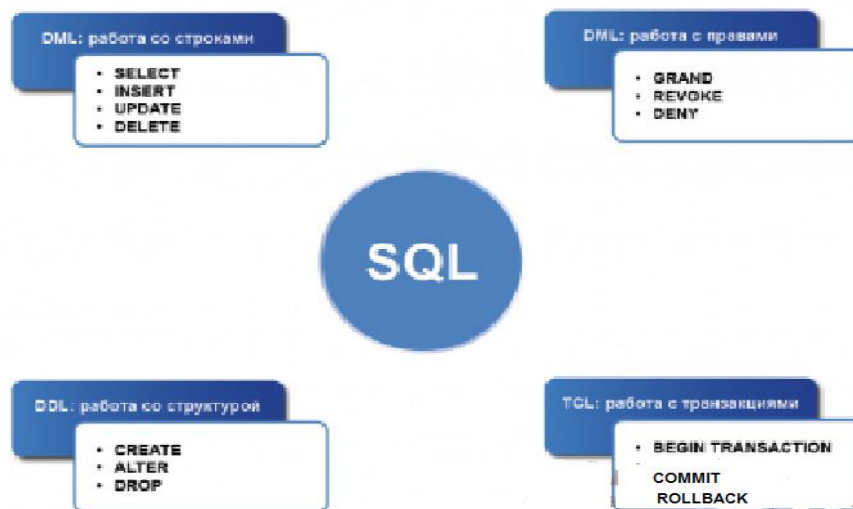 DML: работа со строками
• SELECT
• INSERT
• UPDATE
• DELETE
DML: работа с правами
• GRAND
• REVOKE
• DENY
SQL
DDL: работа со структурой
• CREATE
• ALTER
• DROP
TCL: работа с транзакциями
• BEGIN TRANSACTION
COMMIT
ROLLBACK